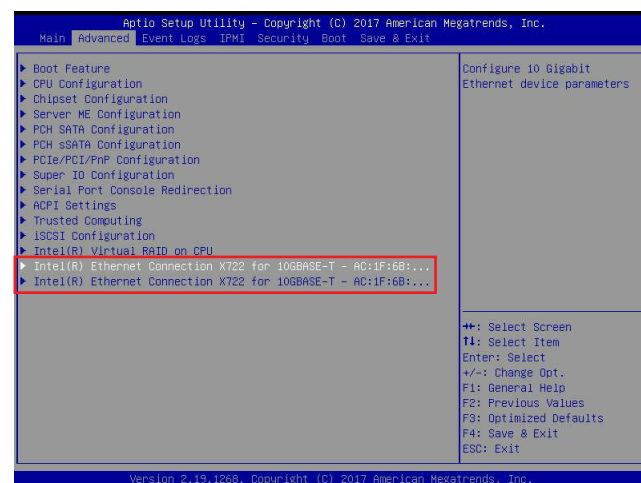 Aptio Setup Utility – Copyright (C) 2017 American Megatrends, Inc.
Main Advanced Event Logs IPMI Security Boot Save & Exit
▶ Boot Feature
▶ CPU Configuration
▶ Chipset Configuration
▶ Server ME Configuration
▶ PCH SATA Configuration
▶ PCH sSATA Configuration
▶ PCIe/PCI/PnP Configuration
▶ Super IO Configuration
▶ Serial Port Console Redirection
▶ ACPI Settings
▶ Trusted Computing
▶ iSCSI Configuration
▶ Intel(R) Virtual RAID on CPU
▶ Intel(R) Ethernet Connection X722 for 10GBASE-T - AC:1F:6B:...
▶ Intel(R) Ethernet Connection X722 for 10GBASE-T - AC:1F:6B:...
Configure 10 Gigabit
Ethernet device parameters
→←: Select Screen
↑↓: Select Item
Enter: Select
+/-: Change Opt.
F1: General Help
F2: Previous Values
F3: Optimized Defaults
F4: Save & Exit
ESC: Exit
Version 2.19.1268. Copyright (C) 2017 American Megatrends, Inc.